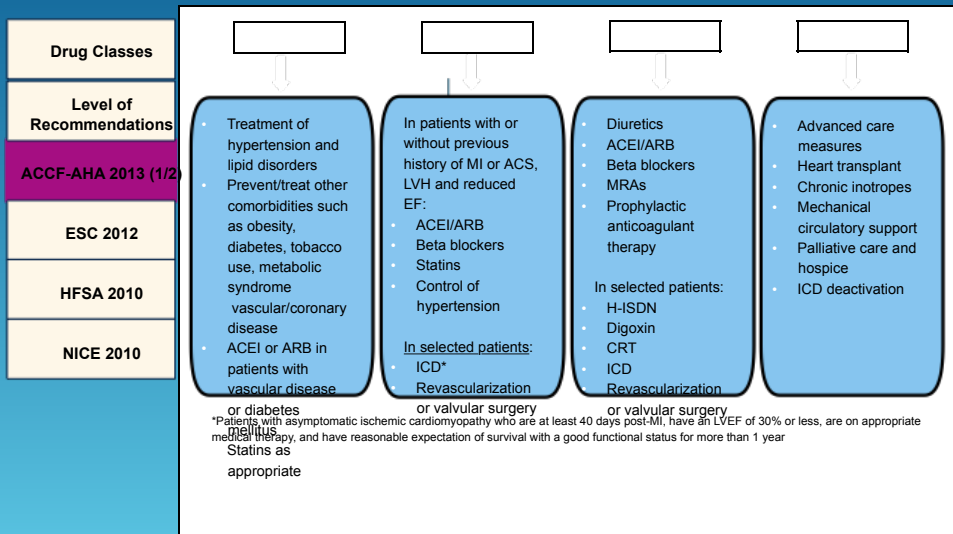 Drug Classes
Level of
Recommendations
ACCF-AHA 2013 (1/2)
ESC 2012
HFSA 2010
NICE 2010
• Treatment of
hypertension and
lipid disorders
• Prevent/treat other
comorbidities such
as obesity,
diabetes, tobacco
use, metabolic
syndrome
vascular/coronary
disease
• ACEI or ARB in
patients with
vascular disease
or diabetes
mellitus
Statins as
appropriate
In patients with or
without previous
history of MI or ACS,
LVH and reduced
EF:
• ACEI/ARB
• Beta blockers
• Statins
• Control of
hypertension
In selected patients:
• ICD*
• Revascularization
or valvular surgery
• Diuretics
• ACEI/ARB
• Beta blockers
• MRAs
• Prophylactic
anticoagulant
therapy
In selected patients:
• H-ISDN
• Digoxin
• CRT
• ICD
• Revascularization
or valvular surgery
• Advanced care
measures
• Heart transplant
• Chronic inotropes
• Mechanical
circulatory support
• Palliative care and
hospice
• ICD deactivation
*Patients with asymptomatic ischemic cardiomyopathy who are at least 40 days post-MI, have an LVEF of 30% or less, are on appropriate
medical therapy, and have reasonable expectation of survival with a good functional status for more than 1 year